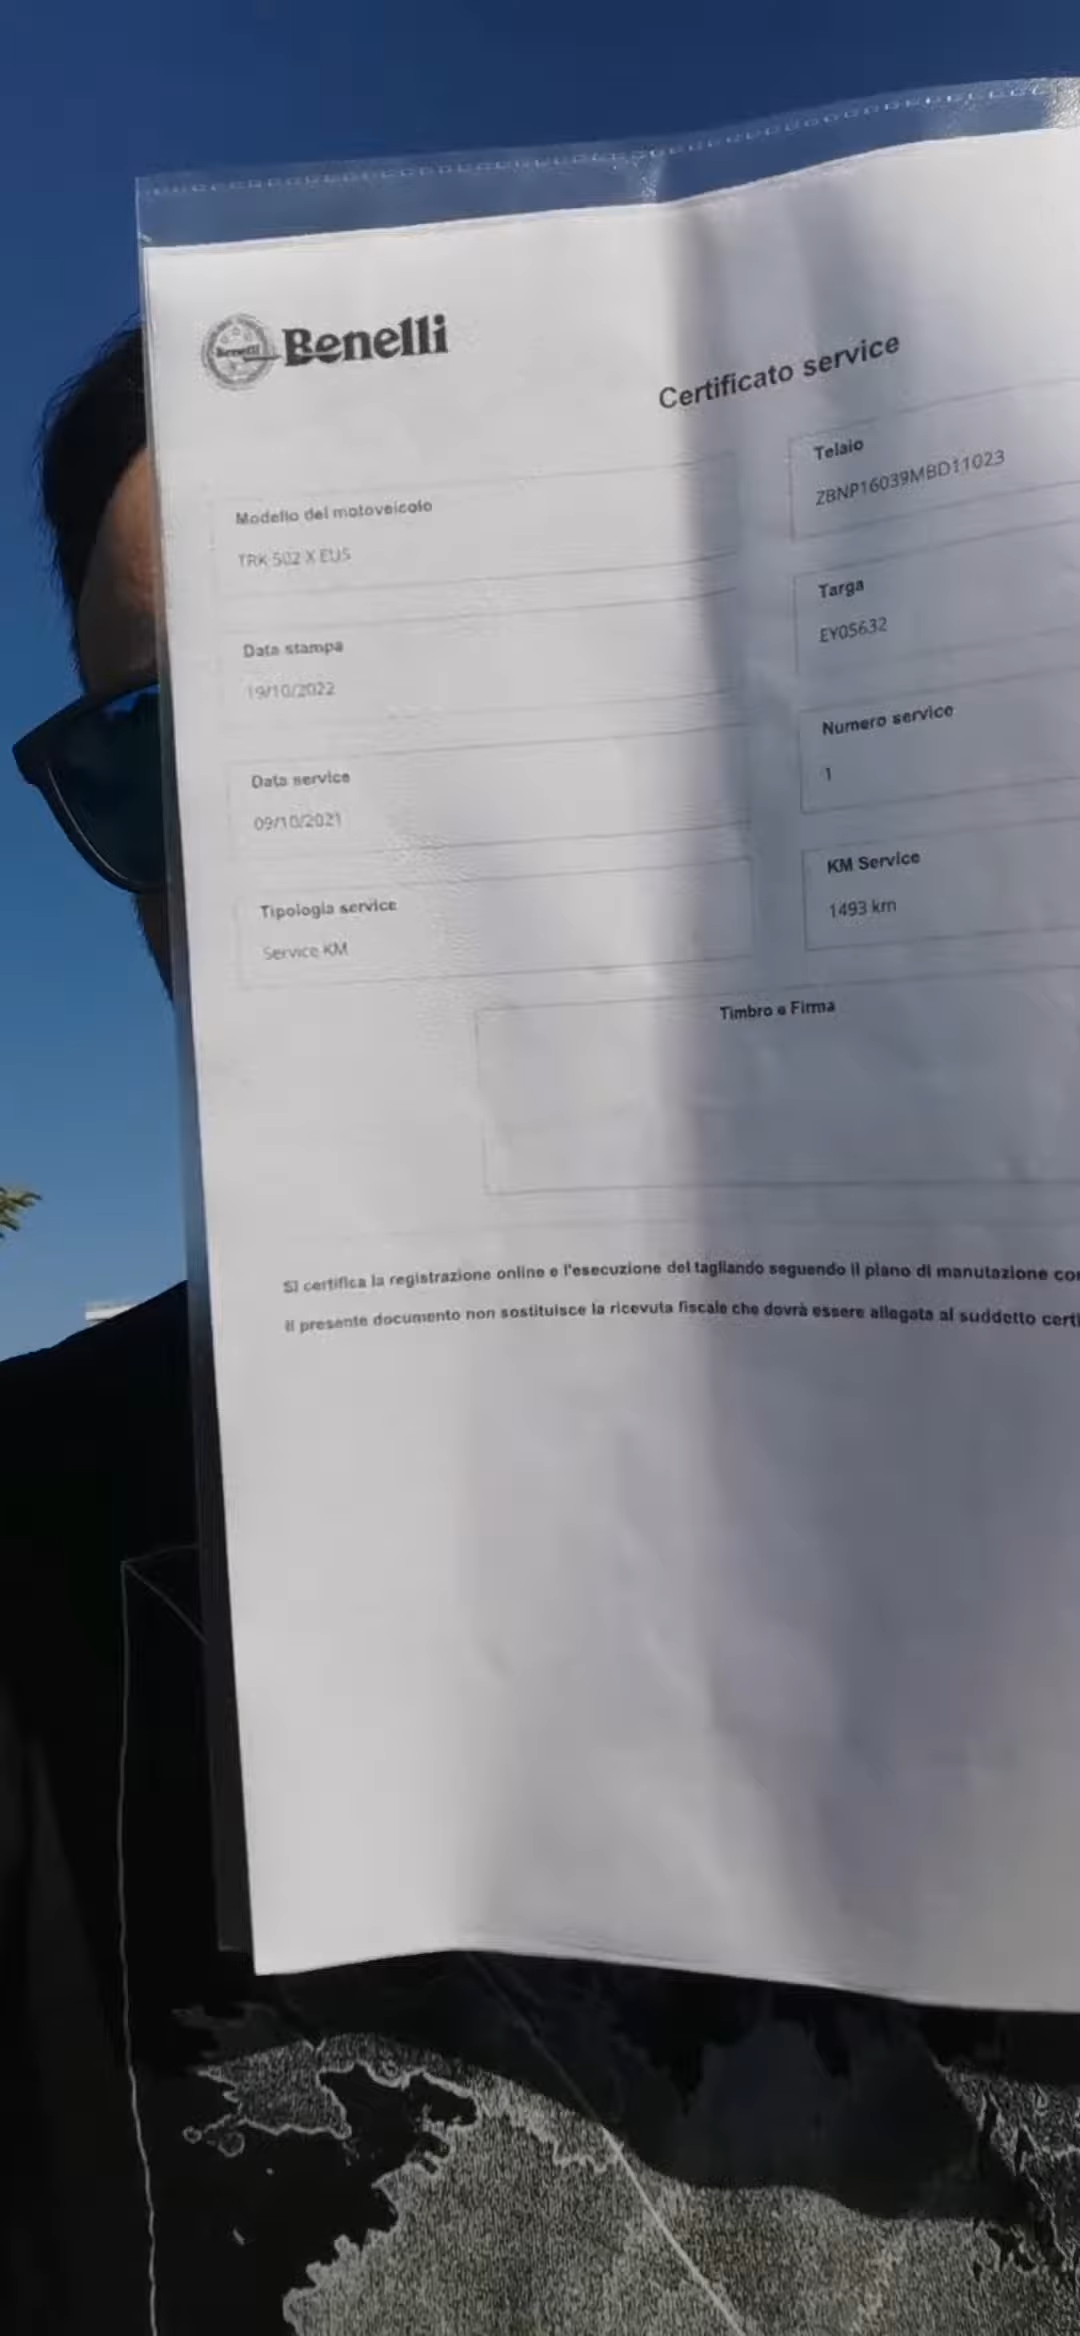 Benelli
Certificato service
Modello del motoveicolo
TRK 502 X EU5
Telaio
ZBNP16039MBD11023
Data stampa
19/10/2022
Targa
EY05632
Data service
09/10/2021
Numero service
1
Tipologia service
Service KM
KM Service
1493 km
Timbro e Firma
Si certifica la registrazione online e l'esecuzione del tagliando seguendo il piano di manutazione
il presente documento non sostituisce la ricevuta fiscale che dovrà essere allegata al suddetto